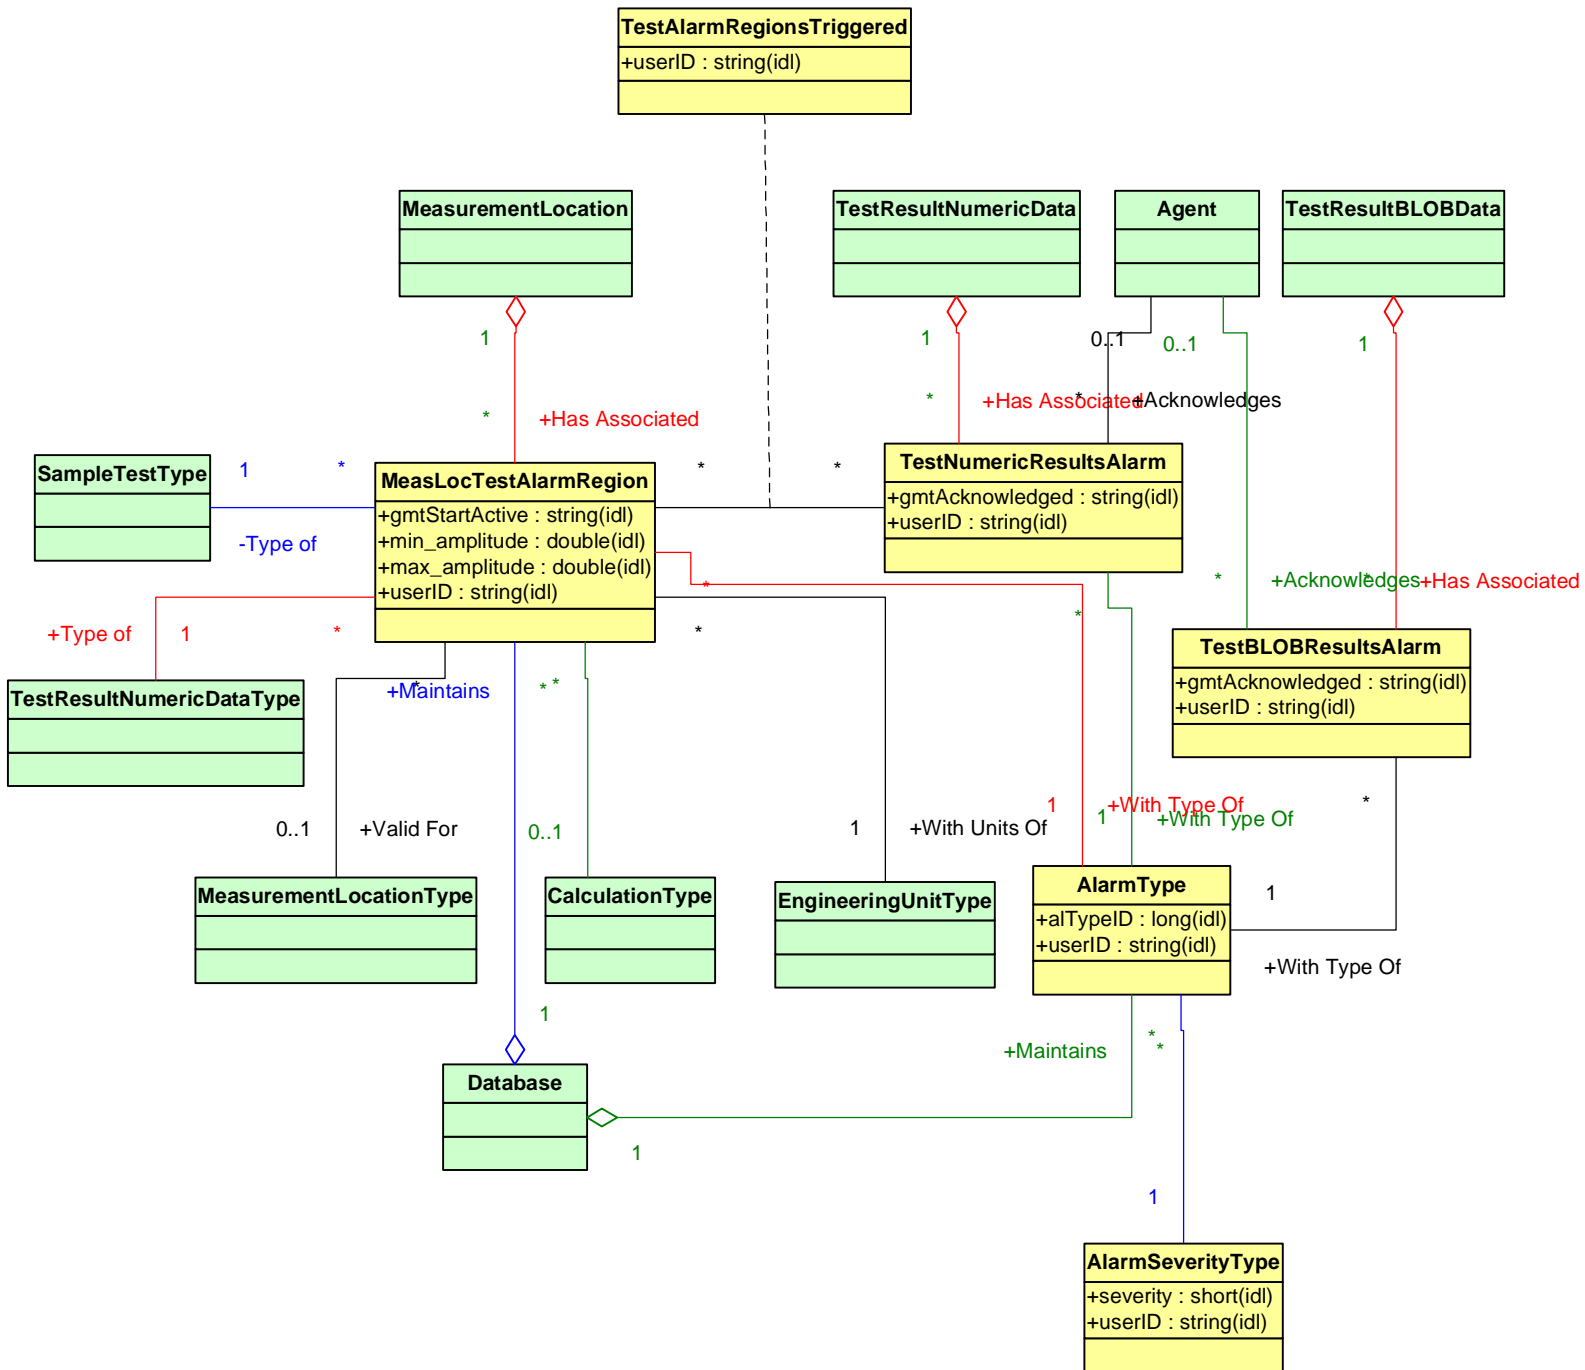 TestAlarmRegionsTriggered
+userID : string(idl)
MeasurementLocation
TestResultNumericData
Agent
TestResultBLOBData
1
1
0..1
0..1
1
*
+Has Associated
*
+Has Associated
*
+Acknowledges
SampleTestType
1
*
-Type of
MeasLocTestAlarmRegion
+gmtStartActive : string(idl)
+min_amplitude : double(idl)
+max_amplitude : double(idl)
+userID : string(idl)
*
*
TestNumericResultsAlarm
+gmtAcknowledged : string(idl)
+userID : string(idl)
*
*
+Acknowledges
*
+Has Associated
+Type of
1
*
*
*
TestBLOBResultsAlarm
+gmtAcknowledged : string(idl)
+userID : string(idl)
TestResultNumericDataType
*
+Maintains
*
*
0..1
+Valid For
0..1
1
+With Units Of
1
+With Type Of
1
+With Type Of
*
MeasurementLocationType
CalculationType
EngineeringUnitType
AlarmType
+alTypeID : long(idl)
+userID : string(idl)
1
+With Type Of
1
+Maintains
*
*
Database
1
1
AlarmSeverityType
+severity : short(idl)
+userID : string(idl)